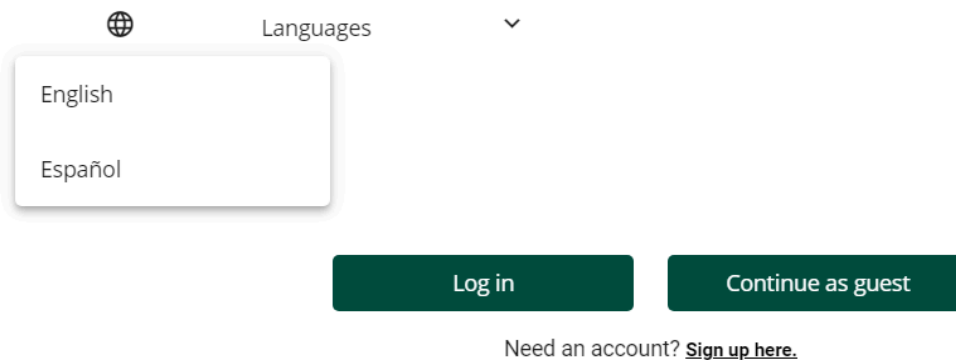 Languages
English
Español
Log in
Continue as guest
Need an account? Sign up here.